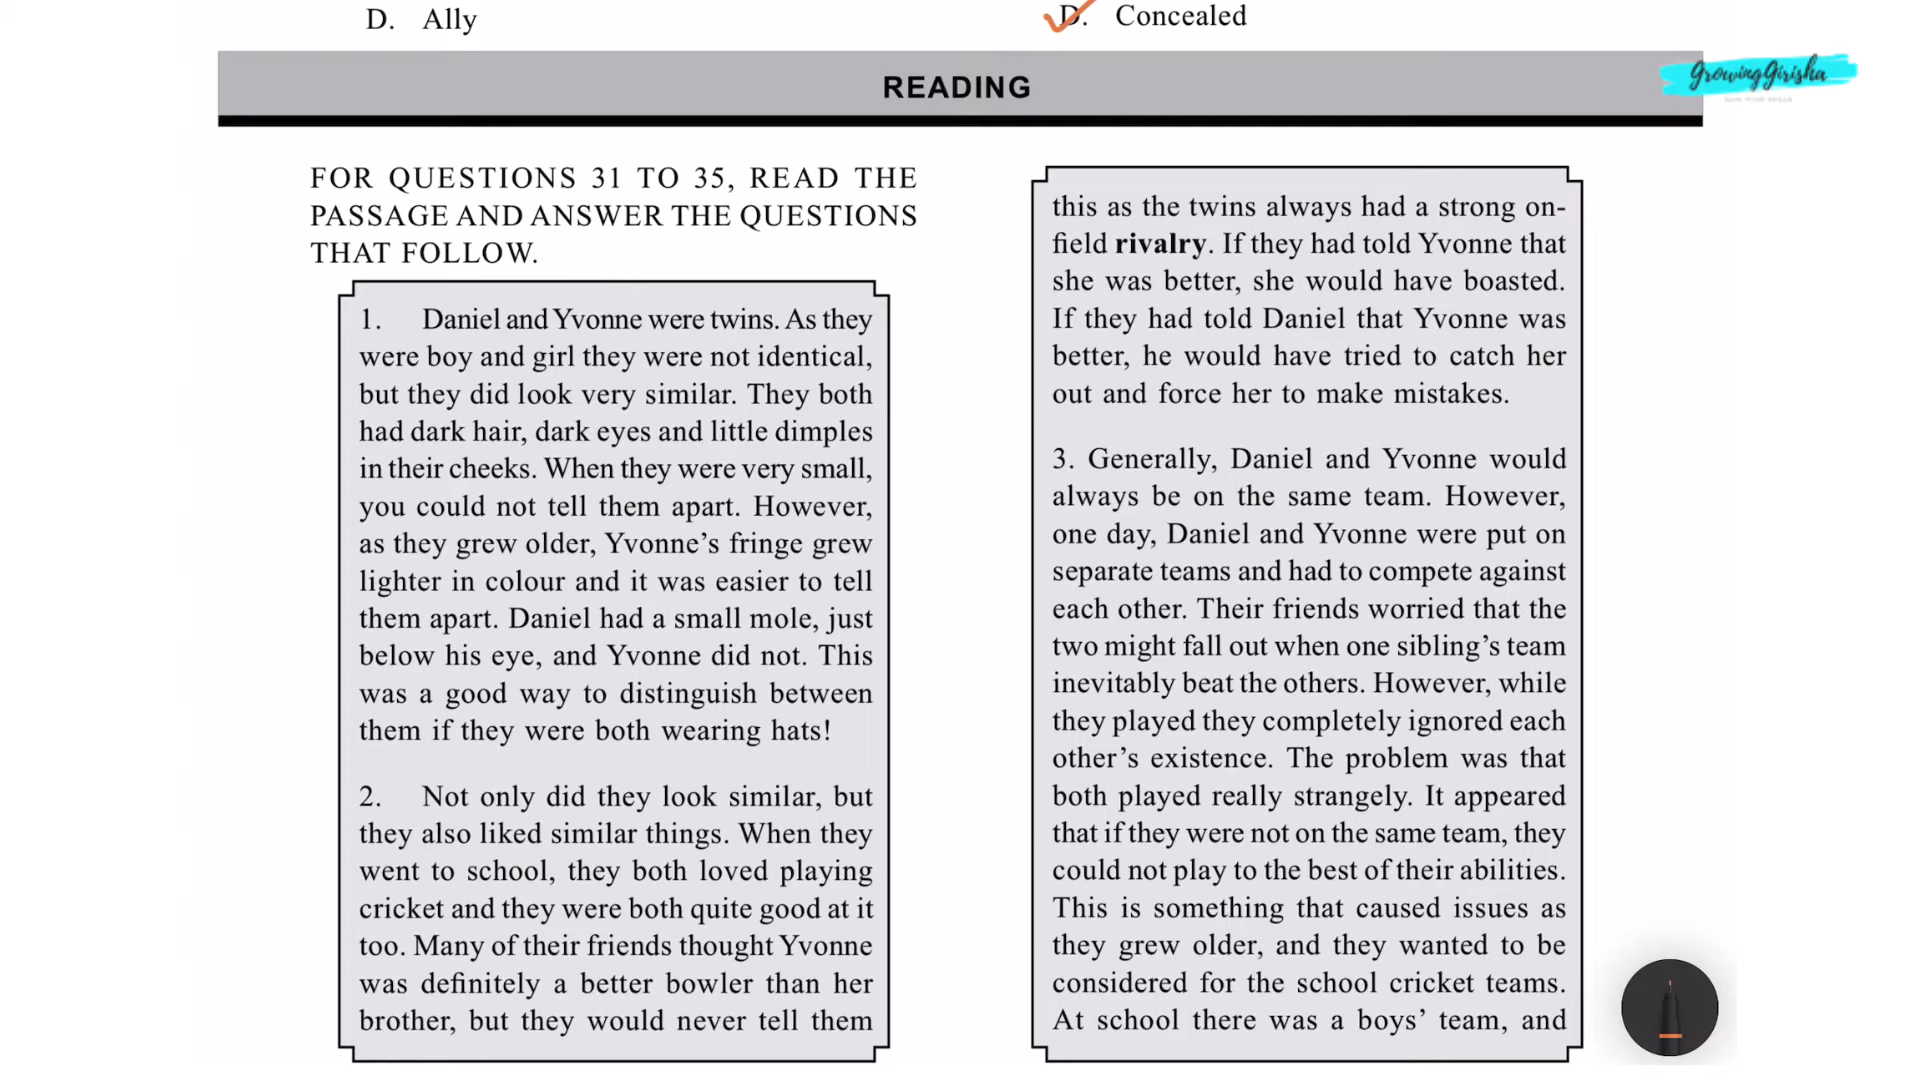 D. Ally
D. Concealed
READING
GrowingGirisha
FOR QUESTIONS 31 TO 35, READ THE
PASSAGE AND ANSWER THE QUESTIONS
THAT FOLLOW.
1. Daniel and Yvonne were twins. As they
were boy and girl they were not identical,
but they did look very similar. They both
had dark hair, dark eyes and little dimples
in their cheeks. When they were very small,
you could not tell them apart. However,
as they grew older, Yvonne’s fringe grew
lighter in colour and it was easier to tell
them apart. Daniel had a small mole, just
below his eye, and Yvonne did not. This
was a good way to distinguish between
them if they were both wearing hats!
2. Not only did they look similar, but
they also liked similar things. When they
went to school, they both loved playing
cricket and they were both quite good at it
too. Many of their friends thought Yvonne
was definitely a better bowler than her
brother, but they would never tell them
this as the twins always had a strong on-
field rivalry. If they had told Yvonne that
she was better, she would have boasted.
If they had told Daniel that Yvonne was
better, he would have tried to catch her
out and force her to make mistakes.
3. Generally, Daniel and Yvonne would
always be on the same team. However,
one day, Daniel and Yvonne were put on
separate teams and had to compete against
each other. Their friends worried that the
two might fall out when one sibling’s team
inevitably beat the others. However, while
they played they completely ignored each
other’s existence. The problem was that
both played really strangely. It appeared
that if they were not on the same team, they
could not play to the best of their abilities.
This is something that caused issues as
they grew older, and they wanted to be
considered for the school cricket teams.
At school there was a boys’ team, and